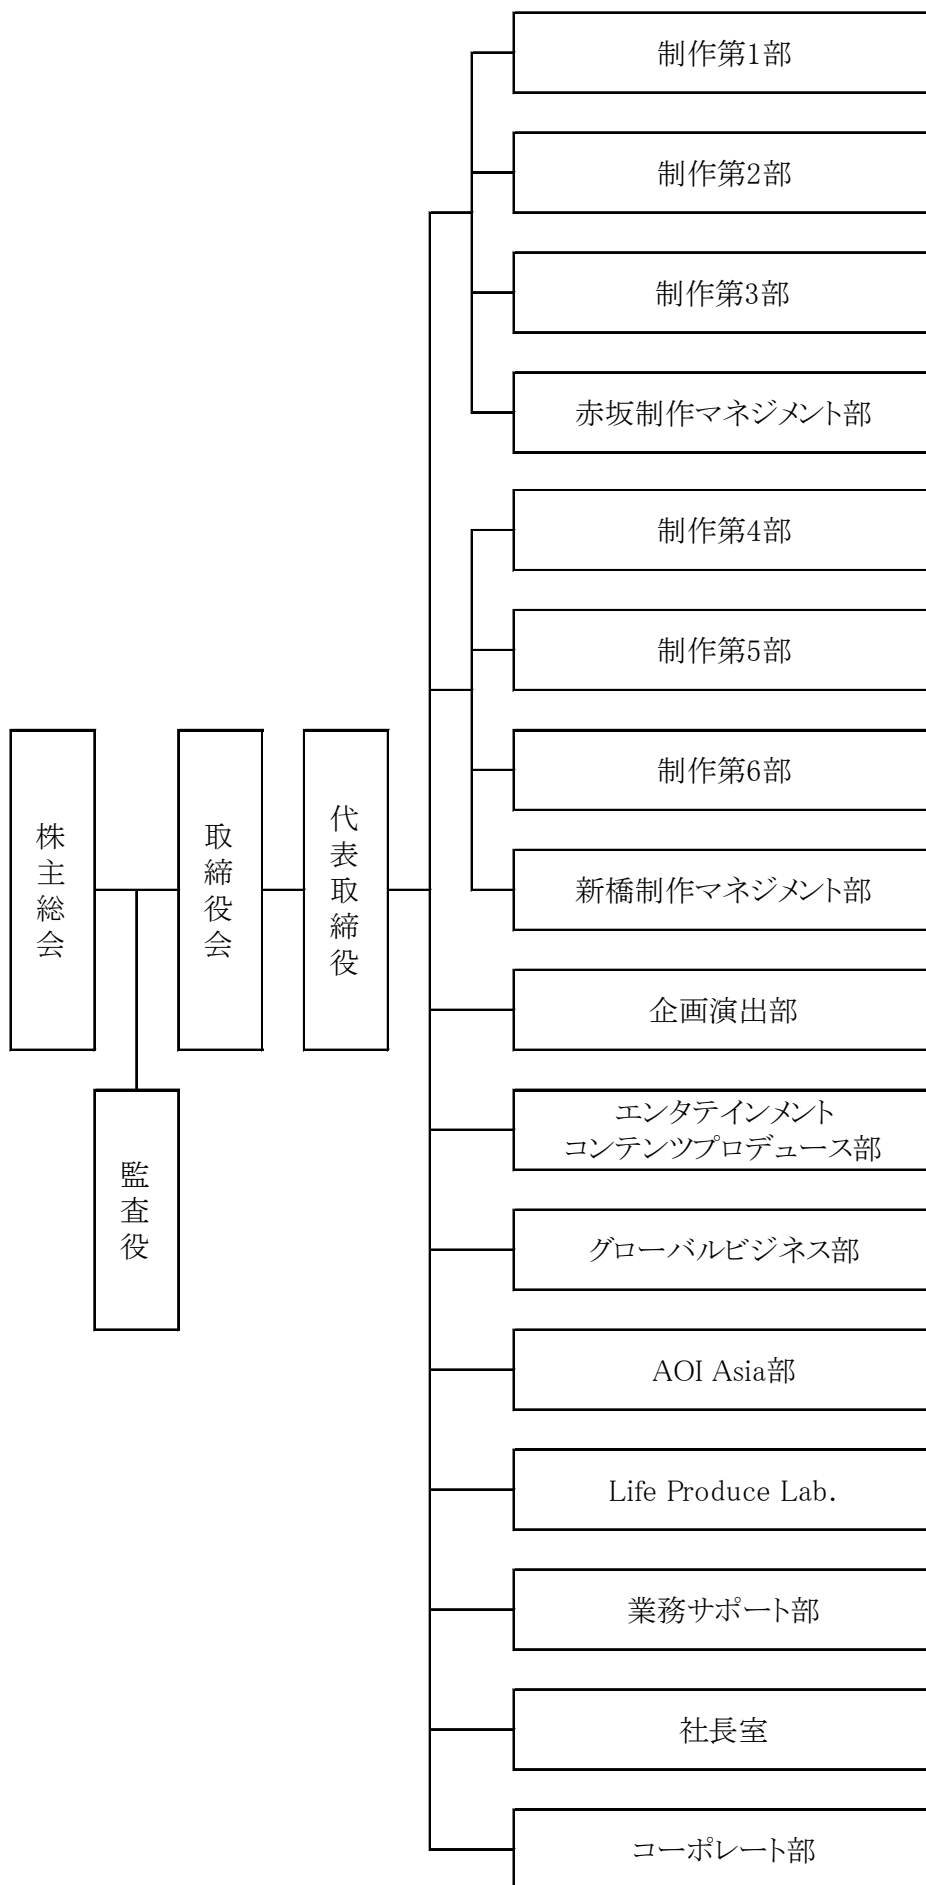 株主総会
監査役
取締役会
代表取締役
制作第1部
制作第2部
制作第3部
赤坂制作マネジメント部
制作第4部
制作第5部
制作第6部
新橋制作マネジメント部
企画演出部
エンタテインメント
コンテンツプロデュース部
グローバルビジネス部
AOI Asia部
Life Produce Lab.
業務サポート部
社長室
コーポレート部